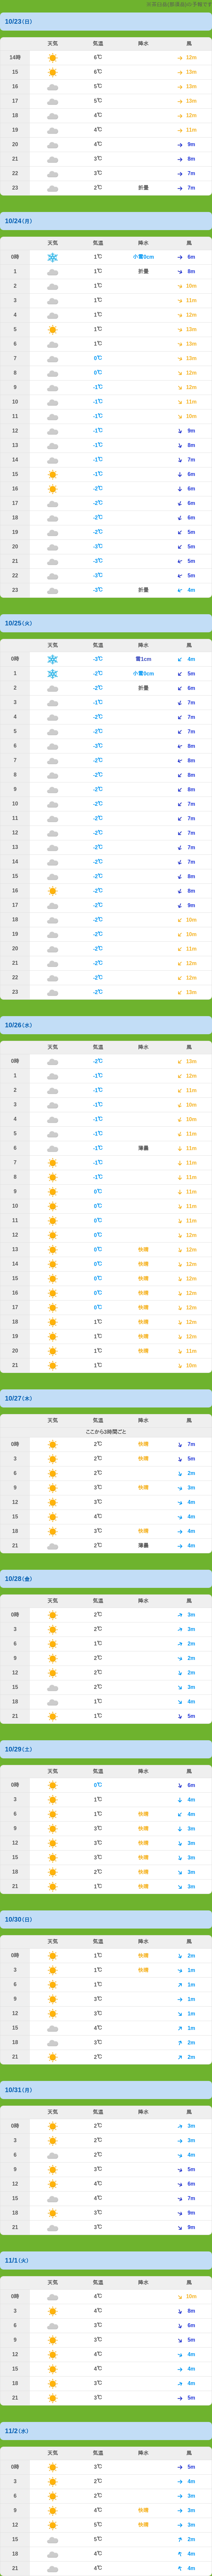 10/23(日)
天気 気温 降水 風
14時 6℃ 12m
15 6℃ 13m
16 5℃ 13m
17 5℃ 13m
18 4℃ 12m
19 4℃ 11m
20 4℃ 9m
21 3℃ 8m
22 3℃ 7m
23 2℃ 折曇 7m
10/24(月)
天気 気温 降水 風
0時 1℃ 小雪0cm 6m
1 1℃ 折曇 8m
2 1℃ 10m
3 1℃ 11m
4 1℃ 12m
5 1℃ 13m
6 1℃ 13m
7 0℃ 13m
8 0℃ 12m
9 -1℃ 12m
10 -1℃ 11m
11 -1℃ 10m
12 -1℃ 9m
13 -1℃ 8m
14 -1℃ 7m
15 -1℃ 6m
16 -2℃ 6m
17 -2℃ 6m
18 -2℃ 6m
19 -2℃ 5m
20 -3℃ 5m
21 -3℃ 5m
22 -3℃ 5m
23 -3℃ 折曇 4m
10/25(火)
天気 気温 降水 風
0時 -3℃ 雪1cm 4m
1 -2℃ 小雪0cm 5m
2 -2℃ 折曇 6m
3 -1℃ 7m
4 -2℃ 7m
5 -2℃ 7m
6 -3℃ 8m
7 -2℃ 8m
8 -2℃ 8m
9 -2℃ 8m
10 -2℃ 7m
11 -2℃ 7m
12 -2℃ 7m
13 -2℃ 7m
14 -2℃ 7m
15 -2℃ 8m
16 -2℃ 8m
17 -2℃ 9m
18 -2℃ 10m
19 -2℃ 10m
20 -2℃ 11m
21 -2℃ 12m
22 -2℃ 12m
23 -2℃ 13m
10/26(水)
天気 気温 降水 風
0時 -2℃ 13m
1 -2℃ 12m
2 -2℃ 11m
3 -1℃ 10m
4 -1℃ 10m
5 -1℃ 11m
6 -1℃ 薄曇 11m
7 -1℃ 11m
8 -1℃ 11m
9 0℃ 11m
10 0℃ 11m
11 0℃ 11m
12 0℃ 12m
13 0℃ 快晴 12m
14 0℃ 快晴 12m
15 0℃ 快晴 12m
16 0℃ 快晴 12m
17 0℃ 快晴 12m
18 1℃ 快晴 12m
19 1℃ 快晴 12m
20 1℃ 快晴 11m
21 1℃ 10m
10/27(木)
天気 気温 降水 風
ここから3時間ごと
0時 2℃ 快晴 7m
3 2℃ 快晴 5m
6 2℃ 2m
9 3℃ 快晴 3m
12 3℃ 4m
15 4℃ 4m
18 3℃ 快晴 4m
21 2℃ 薄曇 4m
10/28(金)
天気 気温 降水 風
0時 2℃ 3m
3 2℃ 3m
6 1℃ 2m
9 2℃ 2m
12 2℃ 2m
15 2℃ 3m
18 1℃ 4m
21 1℃ 5m
10/29(土)
天気 気温 降水 風
0時 0℃ 6m
3 1℃ 4m
6 1℃ 快晴 4m
9 3℃ 快晴 3m
12 3℃ 快晴 3m
15 3℃ 快晴 3m
18 2℃ 快晴 3m
21 1℃ 快晴 3m
10/30(日)
天気 気温 降水 風
0時 1℃ 快晴 2m
3 1℃ 快晴 1m
6 1℃ 1m
9 3℃ 1m
12 3℃ 1m
15 4℃ 1m
18 3℃ 2m
21 2℃ 2m
10/31(月)
天気 気温 降水 風
0時 2℃ 3m
3 2℃ 3m
6 2℃ 4m
9 3℃ 5m
12 4℃ 6m
15 4℃ 7m
18 3℃ 9m
21 3℃ 9m
11/1(火)
天気 気温 降水 風
0時 4℃ 10m
3 4℃ 8m
6 3℃ 6m
9 3℃ 5m
12 4℃ 4m
15 4℃ 4m
18 3℃ 4m
21 3℃ 5m
11/2(水)
天気 気温 降水 風
0時 3℃ 5m
3 2℃ 4m
6 2℃ 3m
9 4℃ 快晴 3m
12 5℃ 快晴 3m
15 5℃ 2m
18 4℃ 4m
21 4℃ 4m